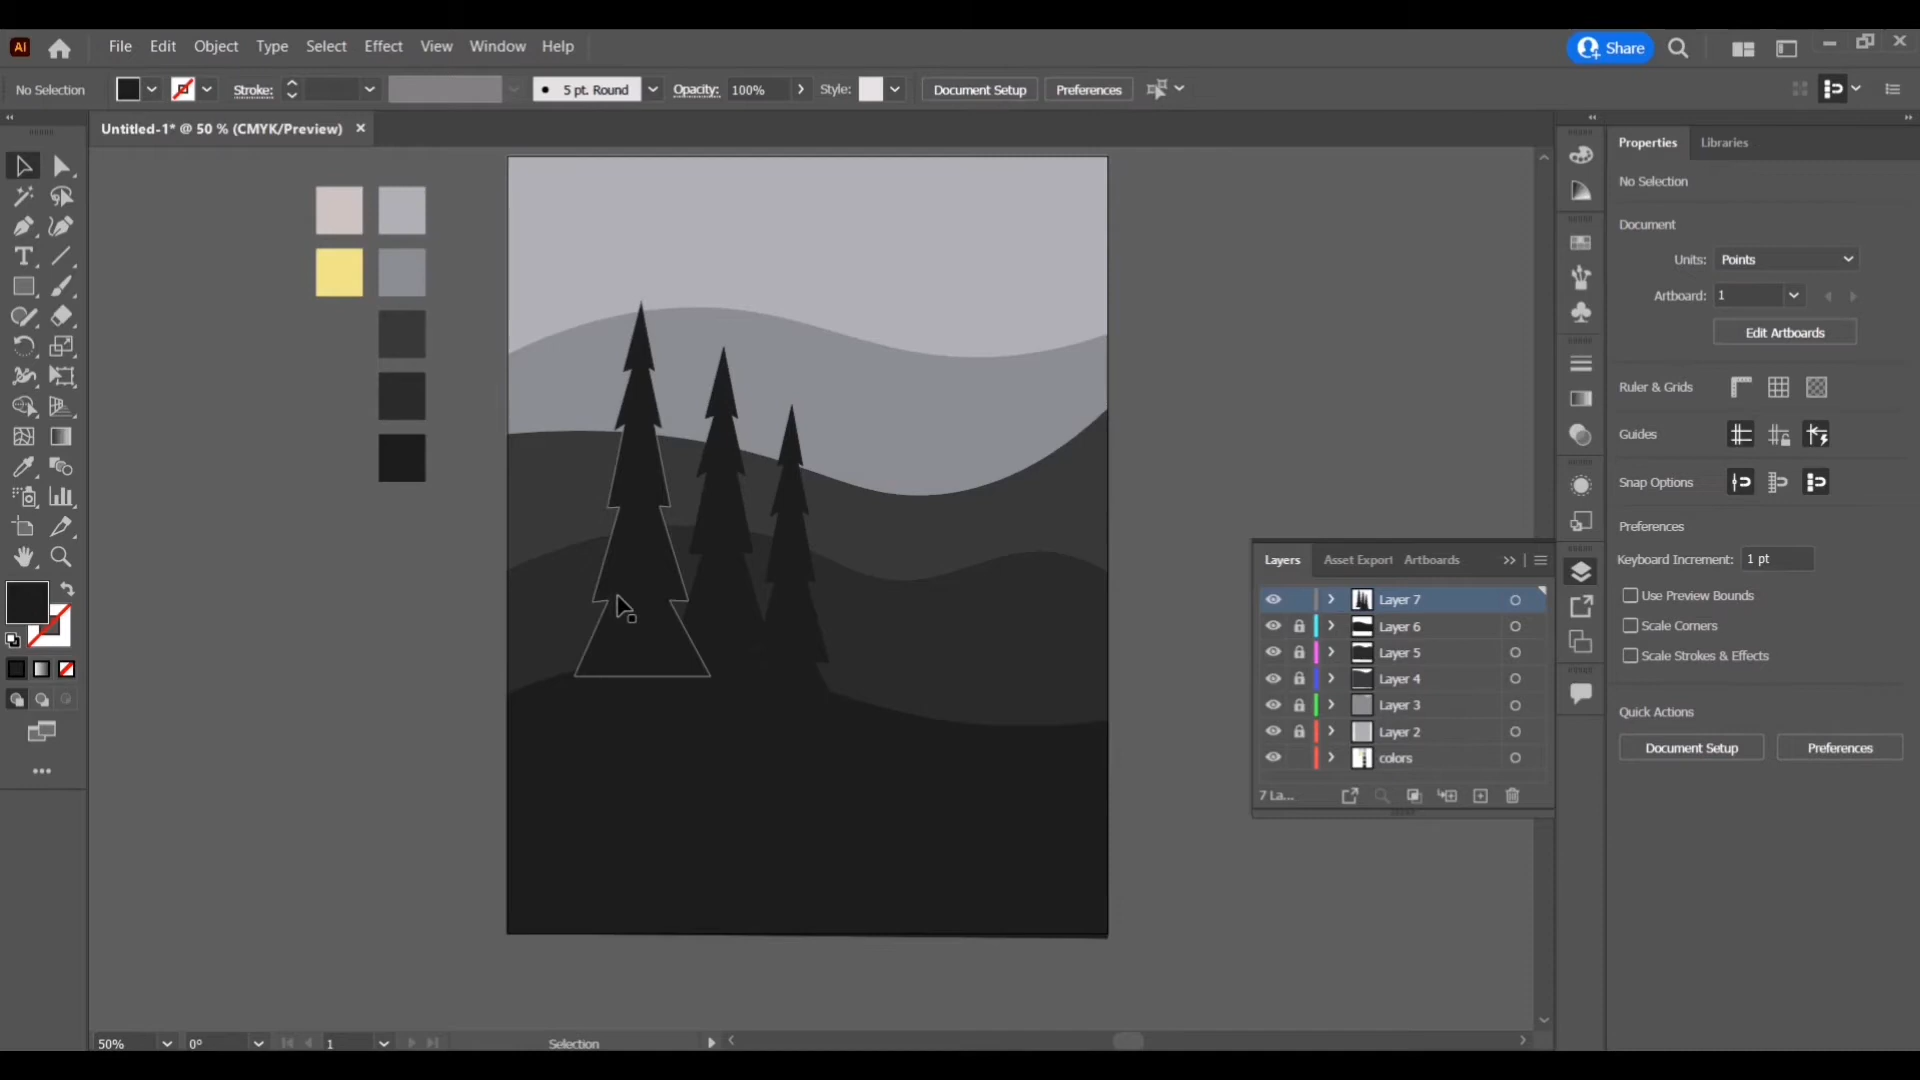 Ai File Edit Object Type Select Effect View Window Help Share
No Selection Stroke: 5 pt. Round Opacity: 100% Style: Document Setup Preferences
Untitled-1* @ 50 % (CMYK/Preview) ×
Properties Libraries
No Selection
Document
Units: Points
Artboard: 1
Edit Artboards
Ruler & Grids
Guides
Snap Options
Preferences
Keyboard Increment: 1 pt
Use Preview Bounds
Scale Corners
Scale Strokes & Effects
Quick Actions
Document Setup Preferences
Layers Asset Export Artboards
Layer 7
Layer 6
Layer 5
Layer 4
Layer 3
Layer 2
colors
7 La...
50% 0° 1 Selection